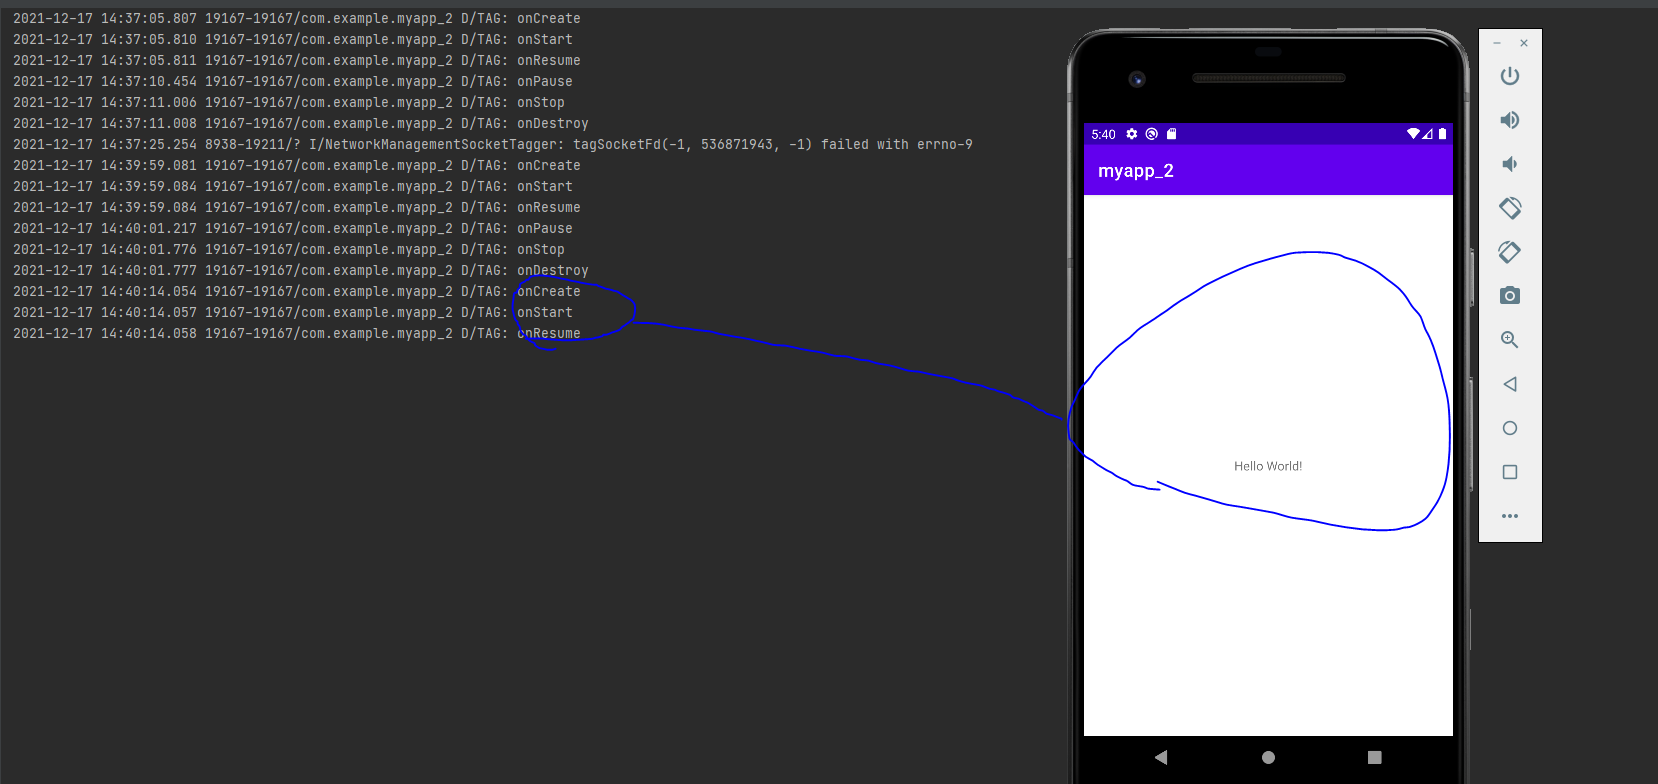 2021-12-17 14:37:05.807 19167-19167/com.example.myapp_2 D/TAG: onCreate
2021-12-17 14:37:05.810 19167-19167/com.example.myapp_2 D/TAG: onStart
2021-12-17 14:37:05.811 19167-19167/com.example.myapp_2 D/TAG: onResume
2021-12-17 14:37:10.454 19167-19167/com.example.myapp_2 D/TAG: onPause
2021-12-17 14:37:11.006 19167-19167/com.example.myapp_2 D/TAG: onStop
2021-12-17 14:37:11.008 19167-19167/com.example.myapp_2 D/TAG: onDestroy
2021-12-17 14:37:25.254 8938-19211/? I/NetworkManagementSocketTagger: tagSocketFd(-1, 536871943, -1) failed with errno-9
2021-12-17 14:39:59.081 19167-19167/com.example.myapp_2 D/TAG: onCreate
2021-12-17 14:39:59.084 19167-19167/com.example.myapp_2 D/TAG: onStart
2021-12-17 14:39:59.084 19167-19167/com.example.myapp_2 D/TAG: onResume
2021-12-17 14:40:01.217 19167-19167/com.example.myapp_2 D/TAG: onPause
2021-12-17 14:40:01.776 19167-19167/com.example.myapp_2 D/TAG: onStop
2021-12-17 14:40:01.777 19167-19167/com.example.myapp_2 D/TAG: onDestroy
2021-12-17 14:40:14.054 19167-19167/com.example.myapp_2 D/TAG: onCreate
2021-12-17 14:40:14.057 19167-19167/com.example.myapp_2 D/TAG: onStart
2021-12-17 14:40:14.058 19167-19167/com.example.myapp_2 D/TAG: onResume
5:40
myapp_2
Hello World!